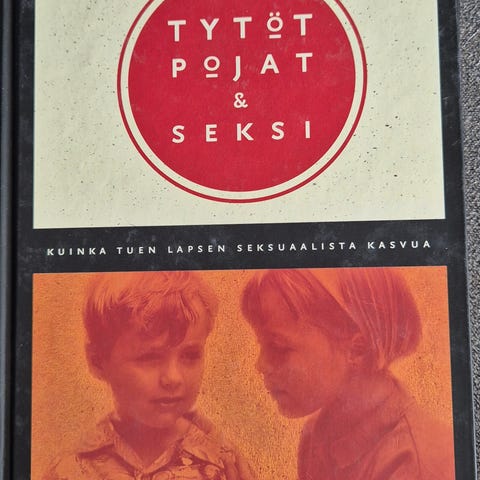 TYTÖT
POJAT
&
SEKSI
KUINKA TUEN LAPSEN SEKSUAALISTA KASVUA